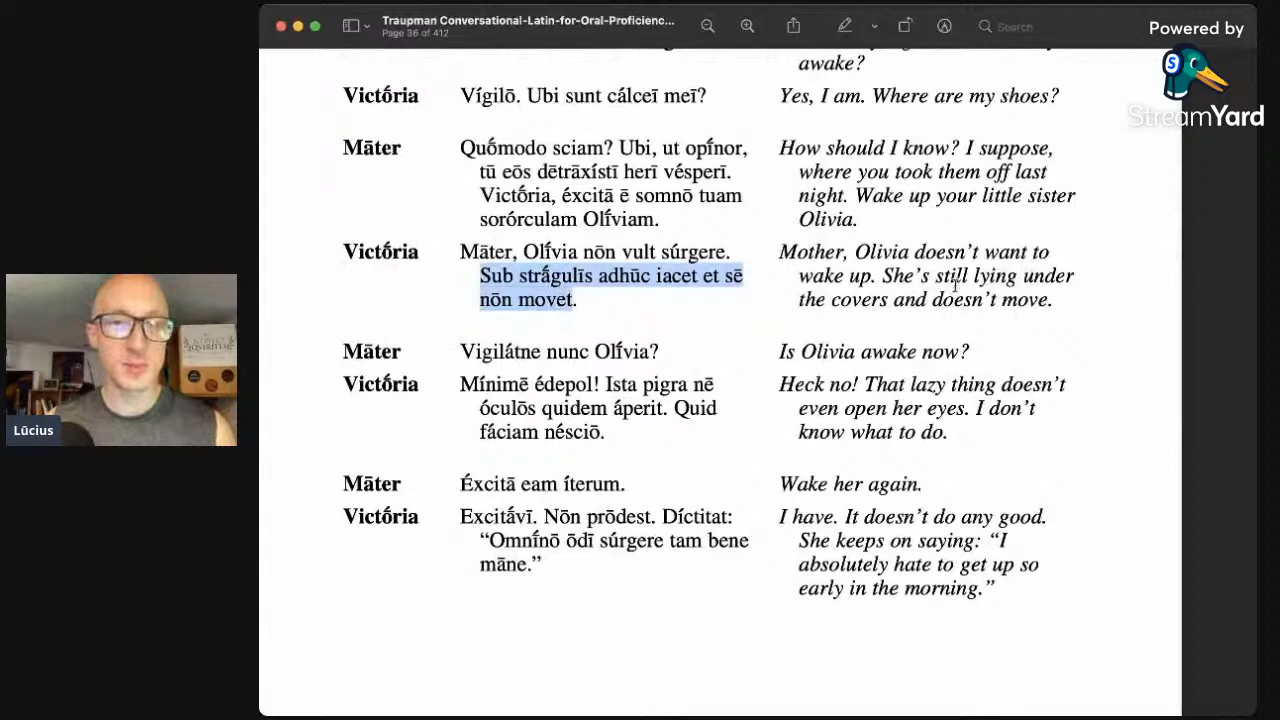 Traupman Conversational-Latin-for-Oral-Proficienc...
Page 36 of 412
Search
Powered by
StreamYard
awake?
Victṓria Vígilō. Ubi sunt cálceī meī? Yes, I am. Where are my shoes?
Māter Quṓmodo sciam? Ubi, ut opī́nor, How should I know? I suppose,
tū eōs dētrāxístī herī vésperī. where you took them off last
Victṓria, éxcitā ē somnō tuam night. Wake up your little sister
sorórculam Olī́viam. Olivia.
Victṓria Māter, Olī́via nōn vult súrgere. Mother, Olivia doesn't want to
Sub strā́gulīs adhūc iacet et sē wake up. She's still lying under
nōn movet. the covers and doesn't move.
Māter Vigilátne nunc Olī́via? Is Olivia awake now?
Victṓria Mínimē édepol! Ista pigra nē Heck no! That lazy thing doesn't
óculōs quidem áperit. Quid even open her eyes. I don't
fáciam nésciō. know what to do.
Māter Éxcitā eam íterum. Wake her again.
Victṓria Excitā́vī. Nōn prōdest. Díctitat: I have. It doesn't do any good.
“Omnī́nō ōdī súrgere tam bene She keeps on saying: “I
māne.” absolutely hate to get up so
early in the morning.”
Lūcius